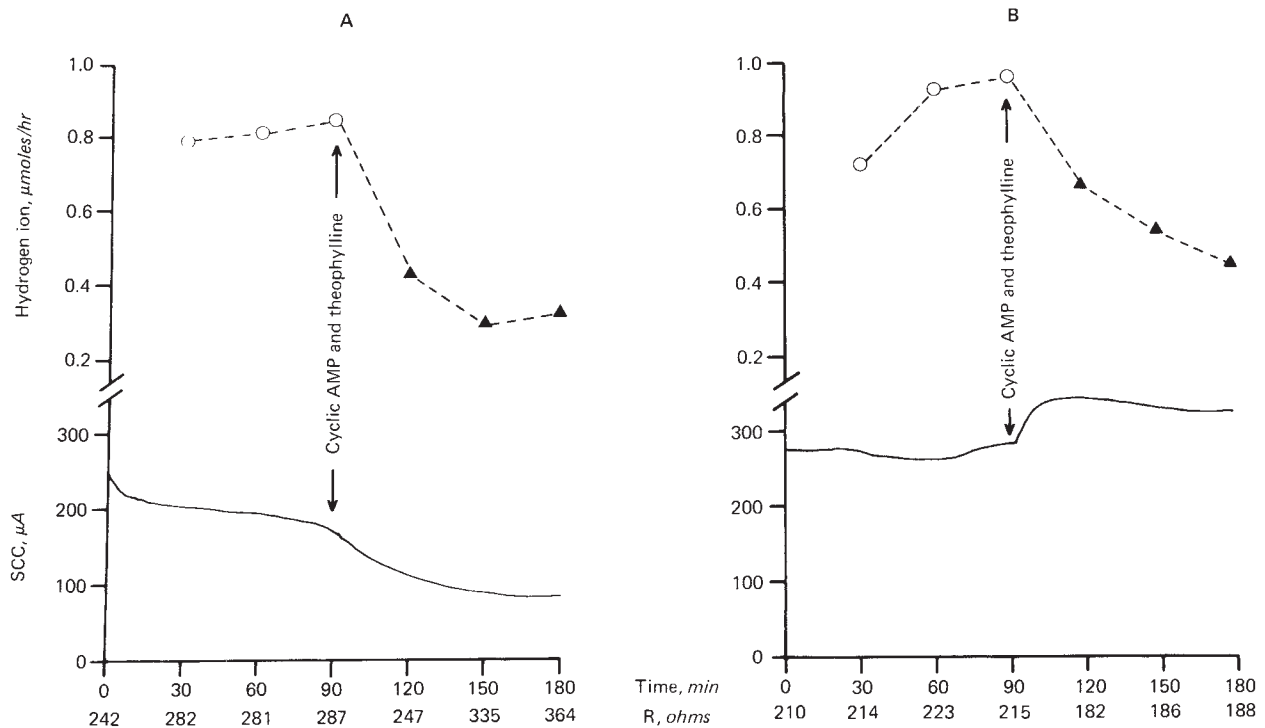 A
Hydrogen ion, μmoles/hr
1.0
0.8
0.6
0.4
0.2
Cyclic AMP and theophylline
SCC, μA
300
200
100
0
0 30 60 90 120 150 180
242 282 281 287 247 335 364
Time, min
R, ohms
B
1.0
0.8
0.6
0.4
0.2
Cyclic AMP and theophylline
300
200
100
0
0 30 60 90 120 150 180
210 214 223 215 182 186 188